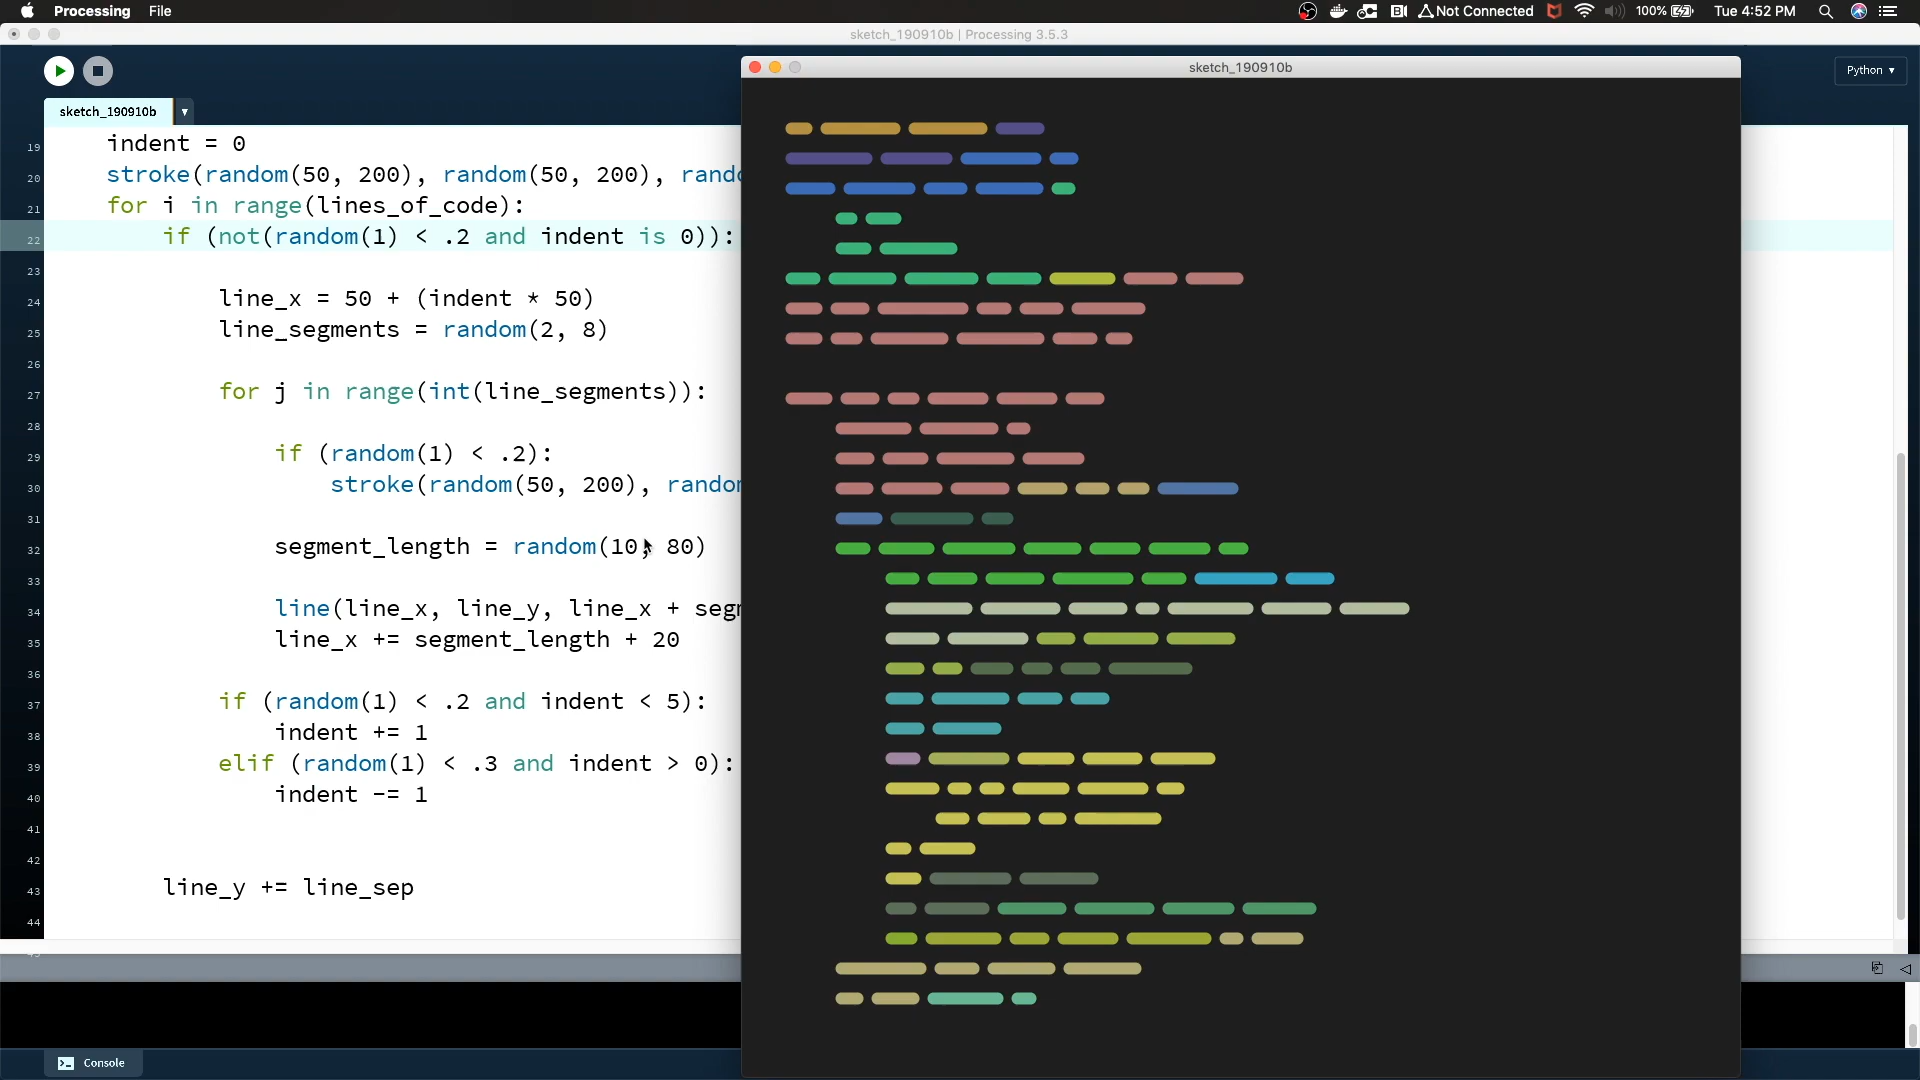 Processing File
Not Connected 100% Tue 4:52 PM
sketch_190910b | Processing 3.5.3
sketch_190910b
Python ▾
sketch_190910b ▾
19 indent = 0
20 stroke(random(50, 200), random(50, 200), rand
21 for i in range(lines_of_code):
22 if (not(random(1) < .2 and indent is 0)):
23
24 line_x = 50 + (indent * 50)
25 line_segments = random(2, 8)
26
27 for j in range(int(line_segments)):
28
29 if (random(1) < .2):
30 stroke(random(50, 200), random
31
32 segment_length = random(10, 80)
33
34 line(line_x, line_y, line_x + segm
35 line_x += segment_length + 20
36
37 if (random(1) < .2 and indent < 5):
38 indent += 1
39 elif (random(1) < .3 and indent > 0):
40 indent -= 1
41
42
43 line_y += line_sep
44
Console